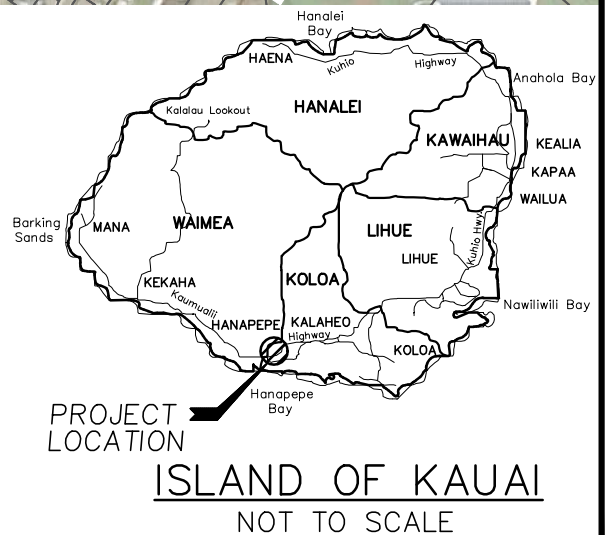 Hanalei
Bay
HAENA
Kuhio
Highway
Anahola Bay
Kalalau Lookout
HANALEI
KAWAIHAU
KEALIA
KAPAA
WAILUA
Barking
Sands
MANA
WAIMEA
LIHUE
Kuhio Hwy
LIHUE
KEKAHA
KOLOA
Kaumualii
Nawiliwili Bay
HANAPEPE
KALAHEO
Highway
KOLOA
Hanapepe
Bay
PROJECT
LOCATION
ISLAND OF KAUAI
NOT TO SCALE